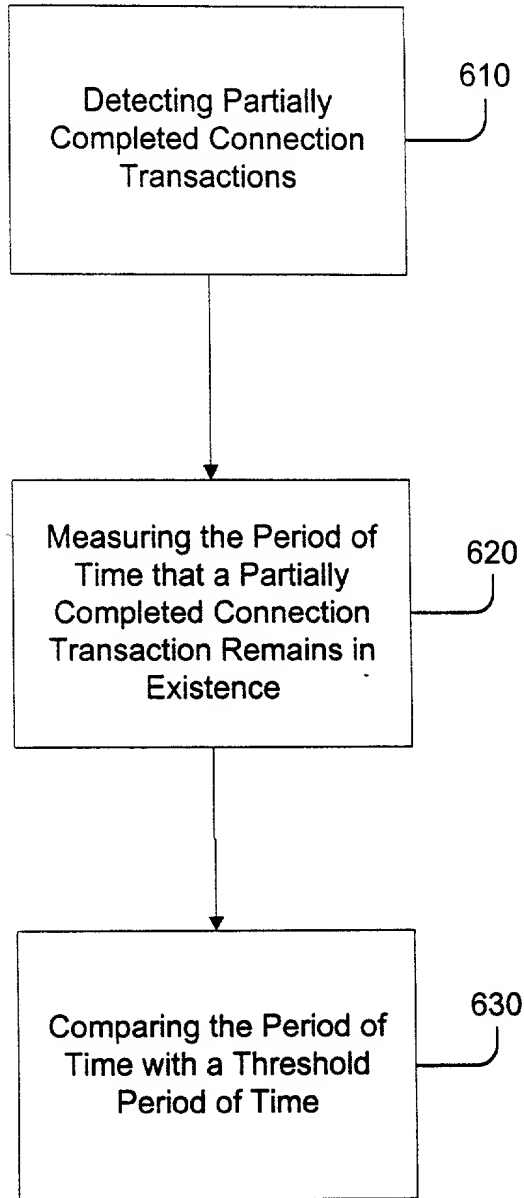 610
Detecting Partially
Completed Connection
Transactions
620
Measuring the Period of
Time that a Partially
Completed Connection
Transaction Remains in
Existence
630
Comparing the Period of
Time with a Threshold
Period of Time